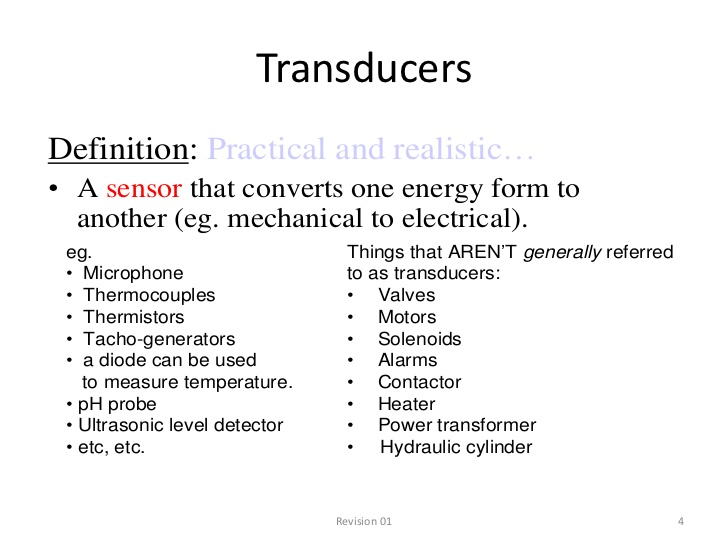 Transducers
Definition: Practical and realistic…
• A sensor that converts one energy form to
another (eg. mechanical to electrical).
eg.
• Microphone
• Thermocouples
• Thermistors
• Tacho-generators
• a diode can be used
to measure temperature.
• pH probe
• Ultrasonic level detector
• etc, etc.
Things that AREN'T generally referred
to as transducers:
• Valves
• Motors
• Solenoids
• Alarms
• Contactor
• Heater
• Power transformer
• Hydraulic cylinder
Revision 01
4